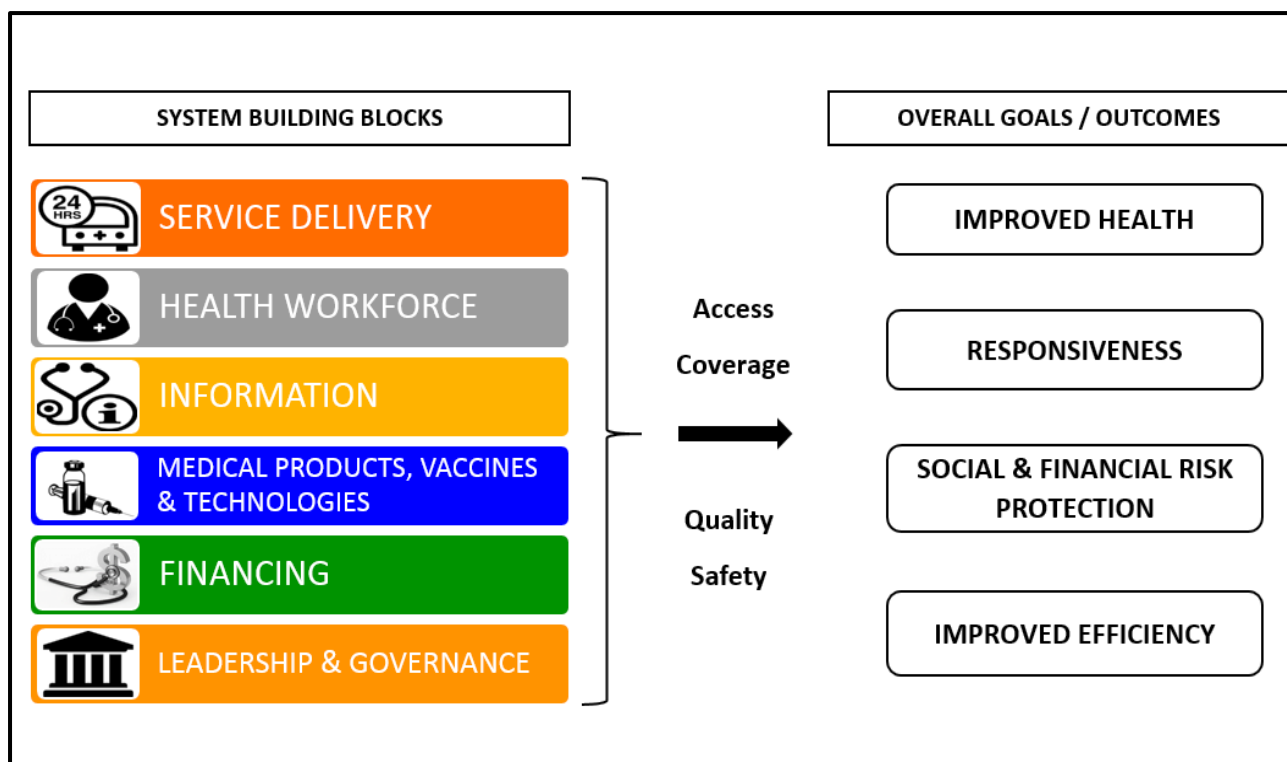 SYSTEM BUILDING BLOCKS
24
HRS
SERVICE DELIVERY
HEALTH WORKFORCE
i
INFORMATION
MEDICAL PRODUCTS, VACCINES
& TECHNOLOGIES
$
FINANCING
LEADERSHIP & GOVERNANCE
Access
Coverage
Quality
Safety
OVERALL GOALS / OUTCOMES
IMPROVED HEALTH
RESPONSIVENESS
SOCIAL & FINANCIAL RISK
PROTECTION
IMPROVED EFFICIENCY